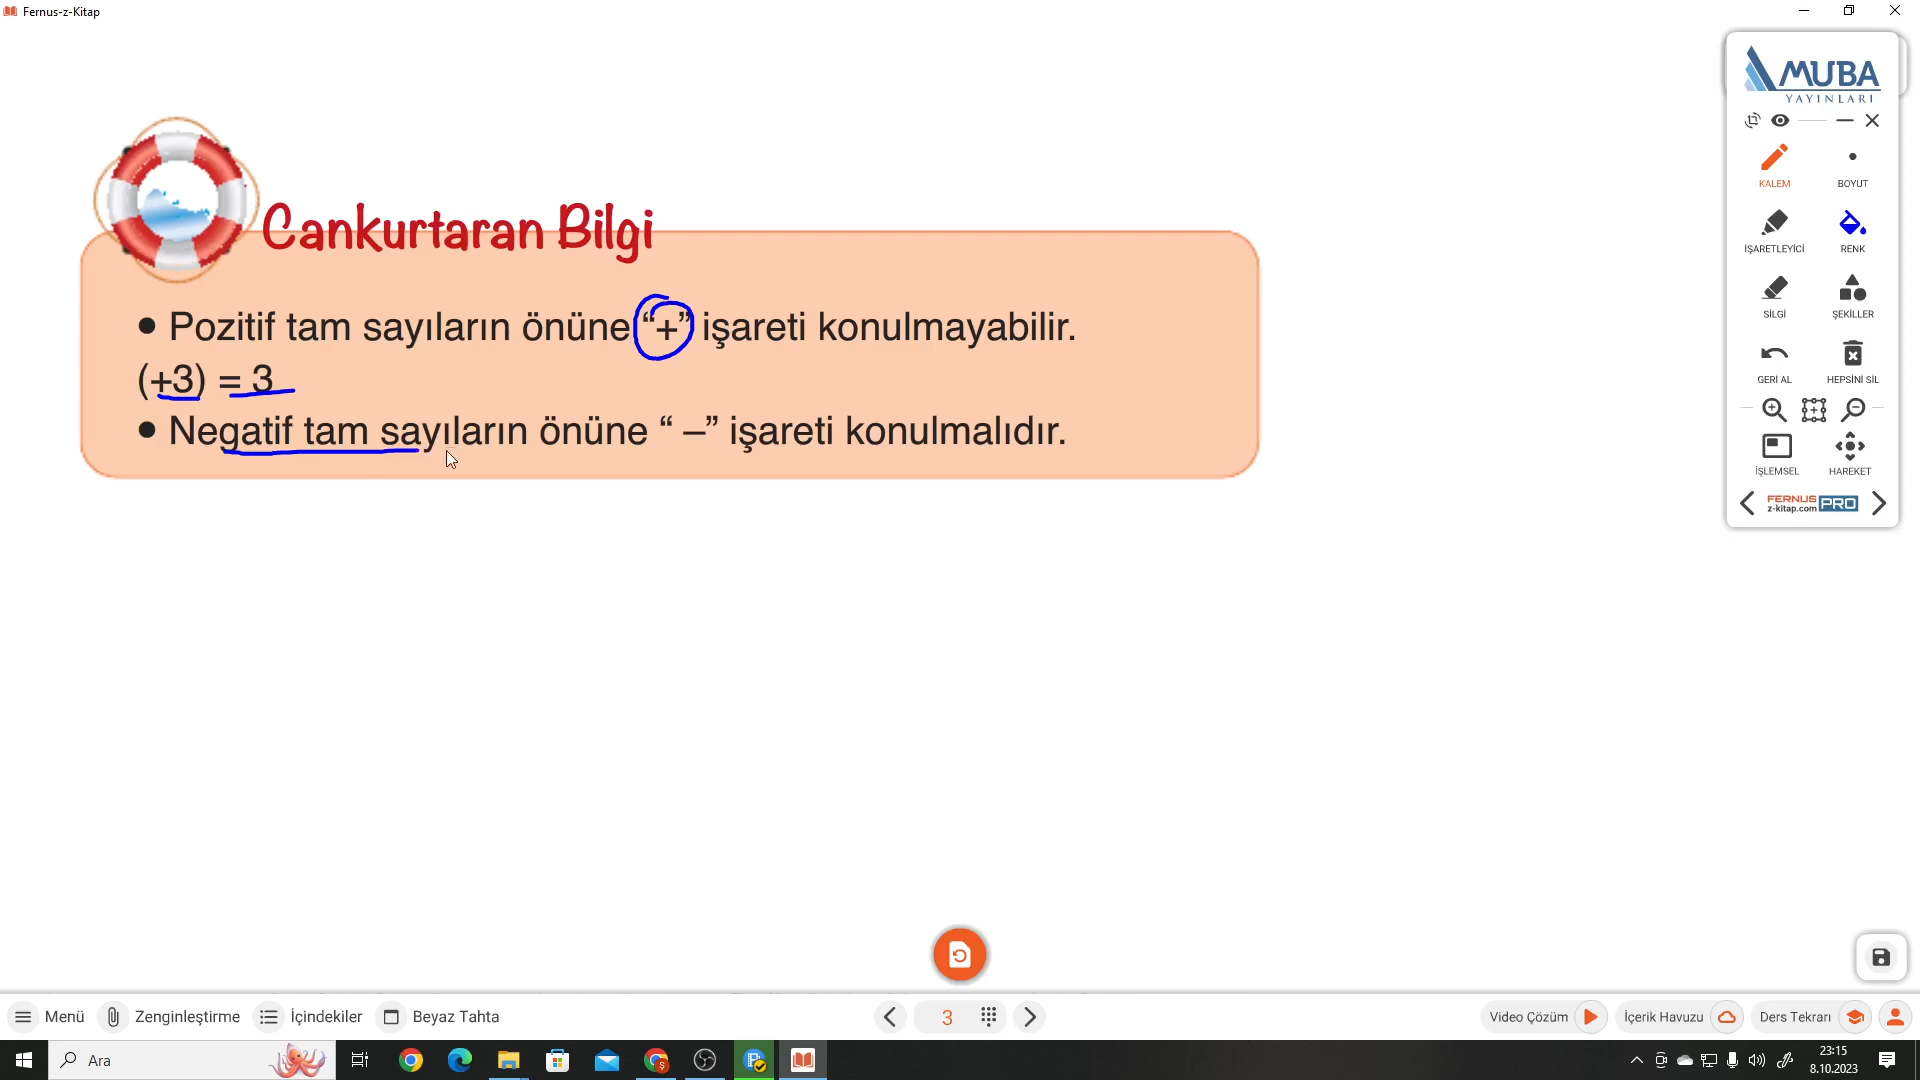 Fernus-z-Kitap
MUBA
YAYINLARI
KALEM
BOYUT
İŞARETLEYİCİ
RENK
SİLGİ
ŞEKİLLER
GERİ AL
HEPSİNİ SİL
İŞLEMSEL
HAREKET
FERNUS
z-kitap.com PRO
Cankurtaran Bilgi
● Pozitif tam sayıların önüne “+” işareti konulmayabilir.
(+3) = 3
● Negatif tam sayıların önüne “ –” işareti konulmalıdır.
Menü Zenginleştirme İçindekiler Beyaz Tahta 3 Video Çözüm İçerik Havuzu Ders Tekrarı
Ara
23:15
8.10.2023